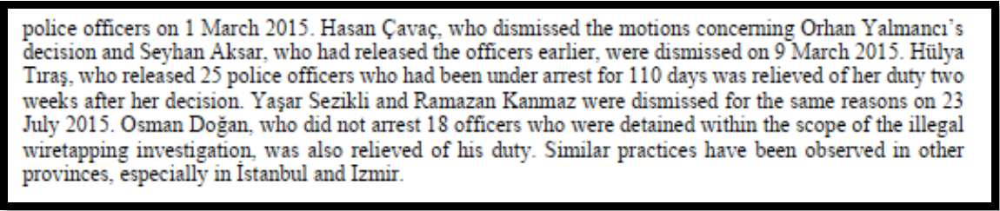 police officers on 1 March 2015. Hasan Çavaç, who dismissed the motions concerning Orhan Yalmancı’s
decision and Seyhan Aksar, who had released the officers earlier, were dismissed on 9 March 2015. Hülya
Tıraş, who released 25 police officers who had been under arrest for 110 days was relieved of her duty two
weeks after her decision. Yaşar Sezikli and Ramazan Kanmaz were dismissed for the same reasons on 23
July 2015. Osman Doğan, who did not arrest 18 officers who were detained within the scope of the illegal
wiretapping investigation, was also relieved of his duty. Similar practices have been observed in other
provinces, especially in İstanbul and Izmir.